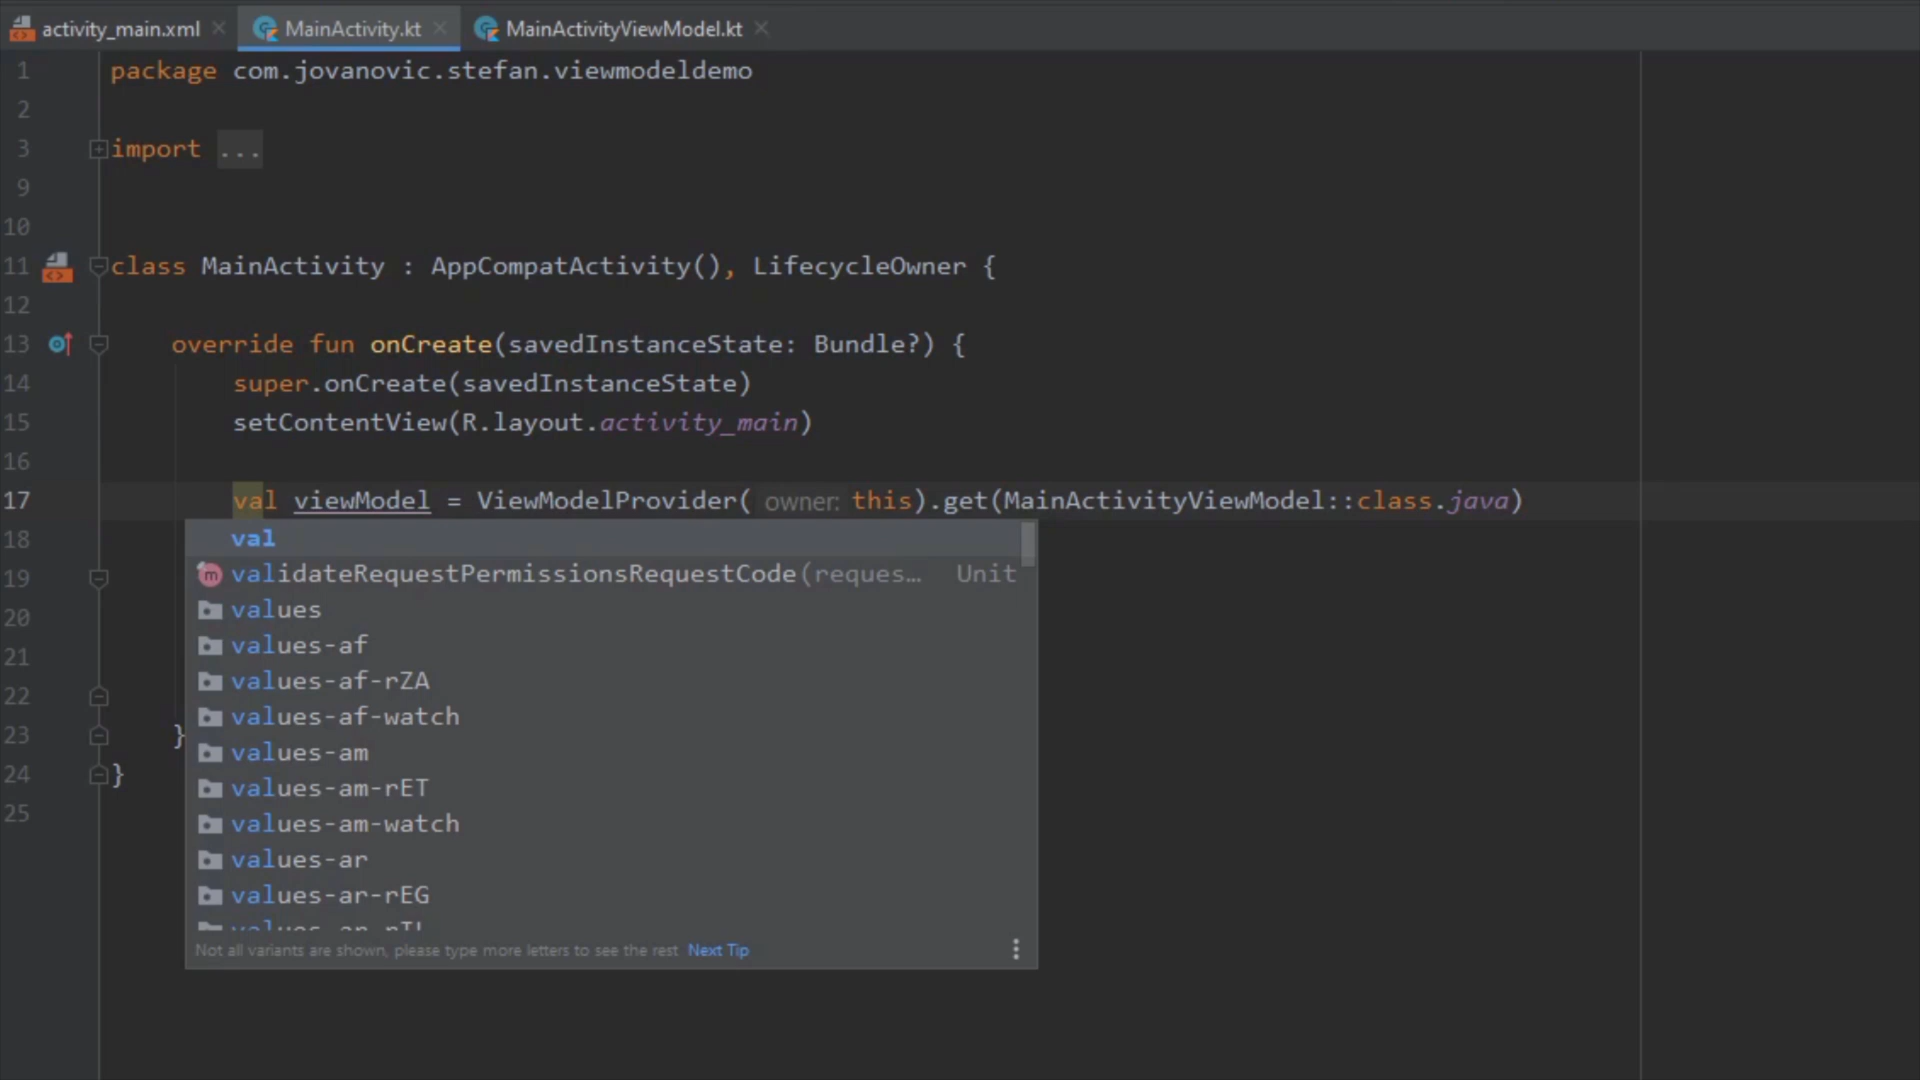 activity_main.xml MainActivity.kt MainActivityViewModel.kt
1 package com.jovanovic.stefan.viewmodeldemo
2
3 import ...
9
10
11 class MainActivity : AppCompatActivity(), LifecycleOwner {
12
13 override fun onCreate(savedInstanceState: Bundle?) {
14 super.onCreate(savedInstanceState)
15 setContentView(R.layout.activity_main)
16
17 val viewModel = ViewModelProvider( owner: this).get(MainActivityViewModel::class.java)
18 val
19 validateRequestPermissionsRequestCode(reques… Unit
20 values
values-af
21 values-af-rZA
22 values-af-watch
23 }
values-am
24 }
values-am-rET
25 values-am-watch
values-ar
values-ar-rEG
Not all variants are shown, please type more letters to see the rest Next Tip